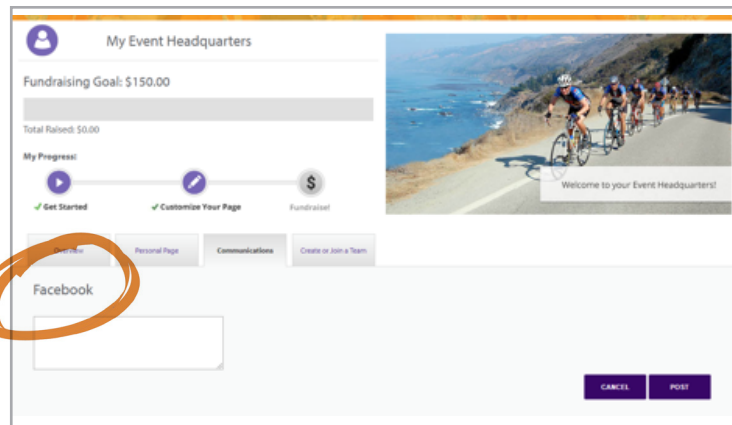 My Event Headquarters
Fundraising Goal: $150.00
Total Raised: $0.00
My Progress:
$
Get Started
Customize Your Page
Fundraise!
Welcome to your Event Headquarters!
Overview
Personal Page
Communications
Create or Join a Team
Facebook
CANCEL
POST